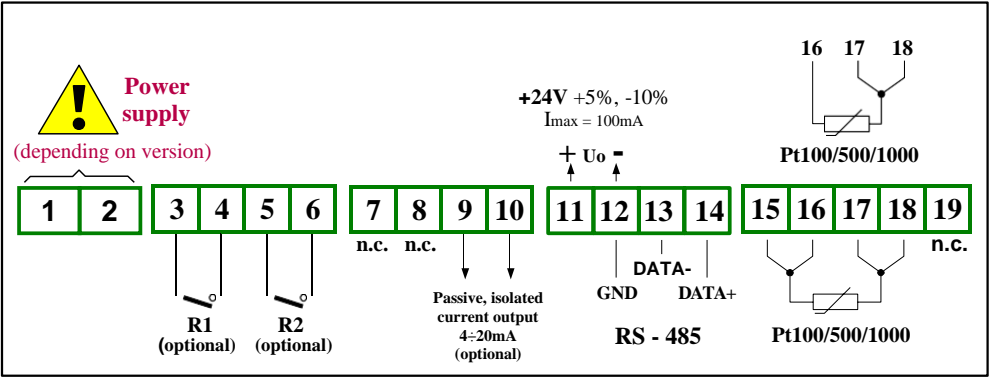 16 17 18
Power
supply
(depending on version)
+24V +5%, -10%
Imax = 100mA
+ Uo -
Pt100/500/1000
1 2 3 4 5 6 7 8 9 10 11 12 13 14 15 16 17 18 19
n.c. n.c.
n.c.
R1
(optional)
R2
(optional)
Passive, isolated
current output
4÷20mA
(optional)
DATA-
GND DATA+
RS - 485
Pt100/500/1000